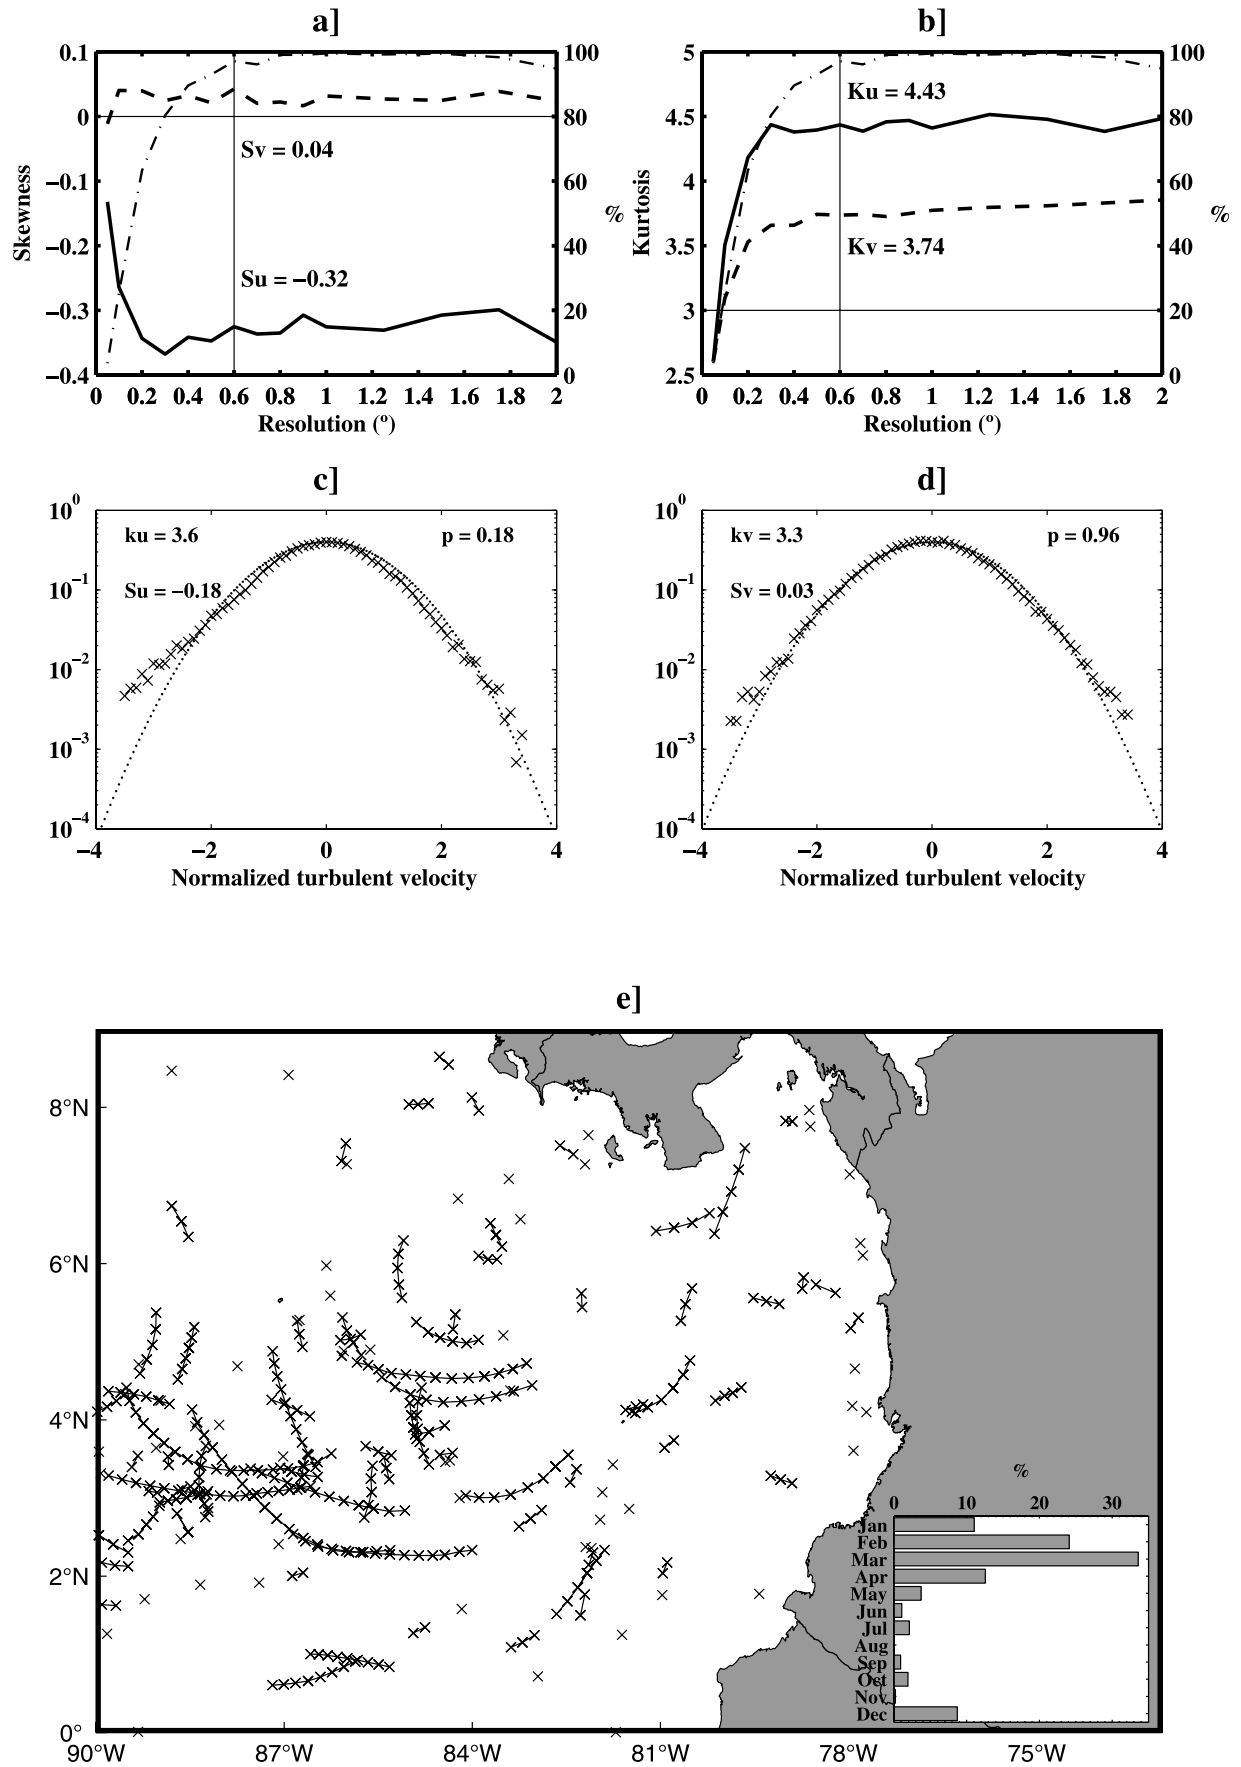 a]
0.1
0
−0.1
−0.2
−0.3
−0.4
Skewness
100
80
60
40
20
0
%
Sv = 0.04
Su = −0.32
0 0.2 0.4 0.6 0.8 1 1.2 1.4 1.6 1.8 2
Resolution (º)
b]
5
4.5
4
3.5
3
2.5
Kurtosis
100
80
60
40
20
0
%
Ku = 4.43
Kv = 3.74
0 0.2 0.4 0.6 0.8 1 1.2 1.4 1.6 1.8 2
Resolution (º)
c]
10^0
10^−1
10^−2
10^−3
10^−4
ku = 3.6
p = 0.18
Su = −0.18
−4 −2 0 2 4
Normalized turbulent velocity
d]
10^0
10^−1
10^−2
10^−3
10^−4
kv = 3.3
p = 0.96
Sv = 0.03
−4 −2 0 2 4
Normalized turbulent velocity
e]
8°N
6°N
4°N
2°N
0°
90°W 87°W 84°W 81°W 78°W 75°W
%
0 10 20 30
Jan
Feb
Mar
Apr
May
Jun
Jul
Aug
Sep
Oct
Nov
Dec